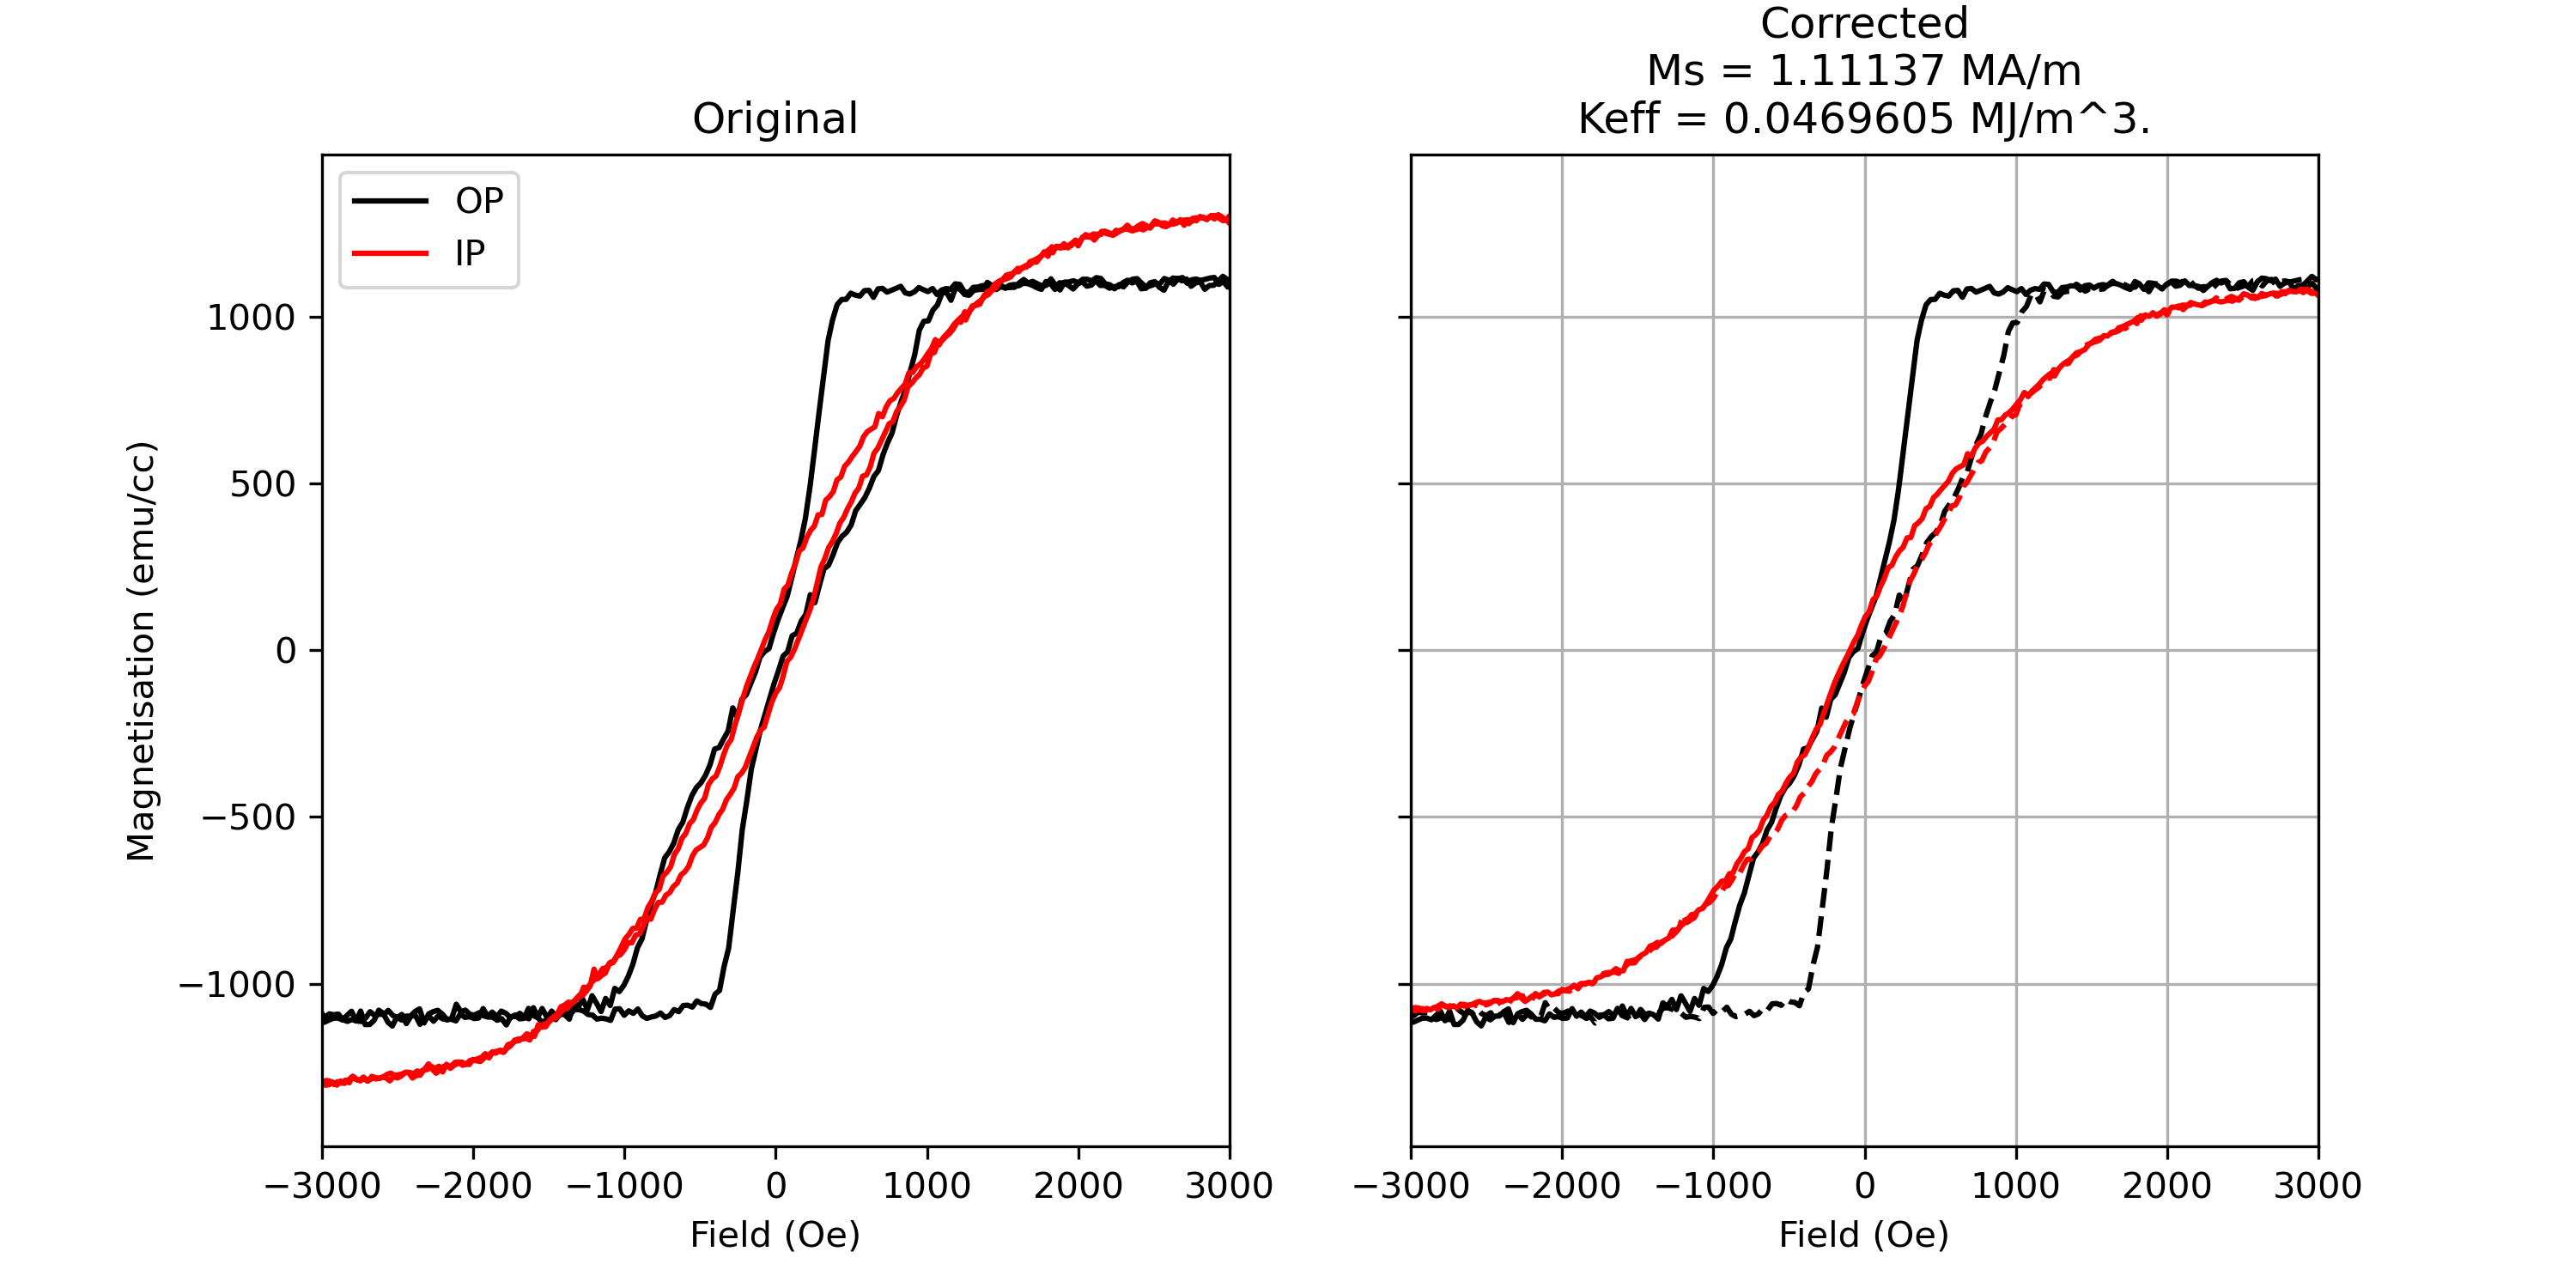 Original
OP
IP
1000
500
0
−500
−1000
Magnetisation (emu/cc)
−3000 −2000 −1000 0 1000 2000 3000
Field (Oe)
Corrected
Ms = 1.11137 MA/m
Keff = 0.0469605 MJ/m^3.
−3000 −2000 −1000 0 1000 2000 3000
Field (Oe)